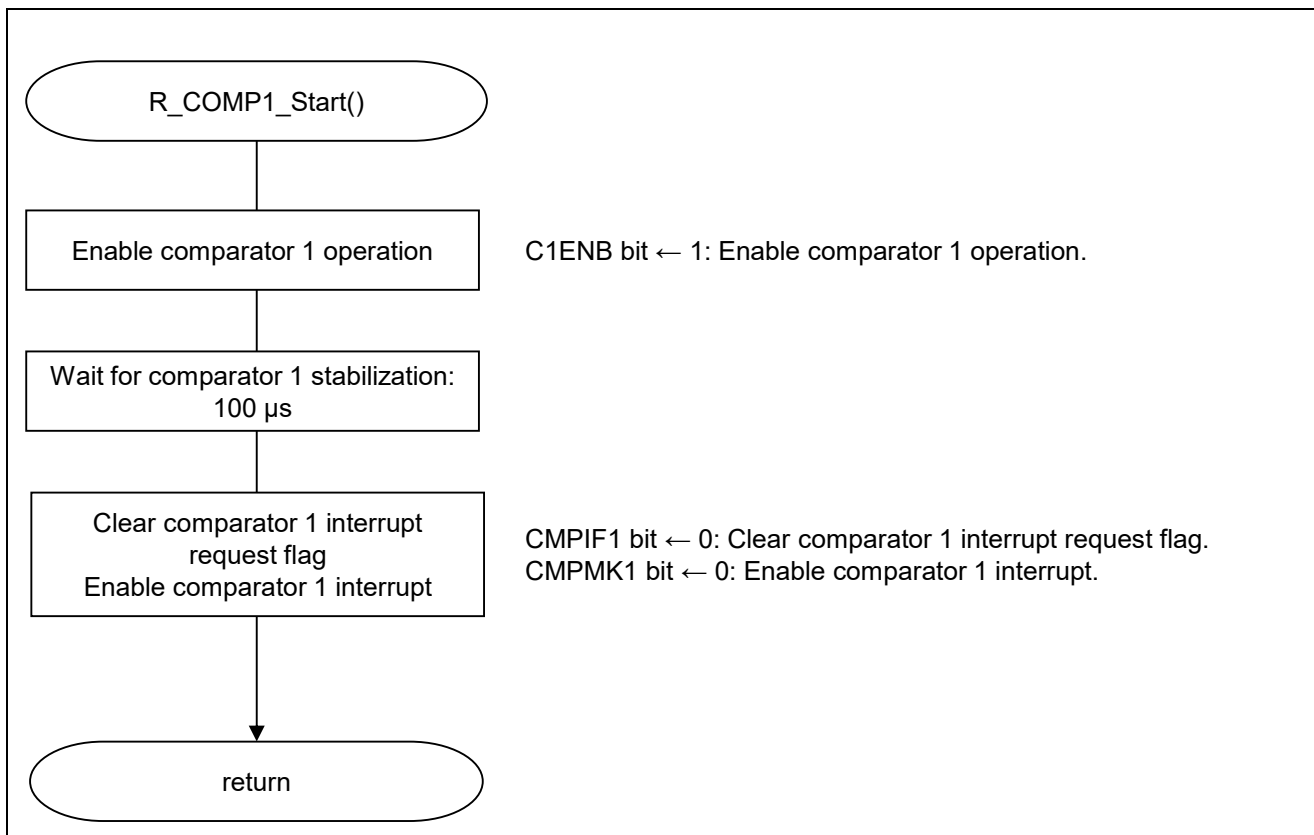 R_COMP1_Start()
Enable comparator 1 operation
C1ENB bit ← 1: Enable comparator 1 operation.
Wait for comparator 1 stabilization:
100 µs
Clear comparator 1 interrupt
request flag
Enable comparator 1 interrupt
CMPIF1 bit ← 0: Clear comparator 1 interrupt request flag.
CMPMK1 bit ← 0: Enable comparator 1 interrupt.
return